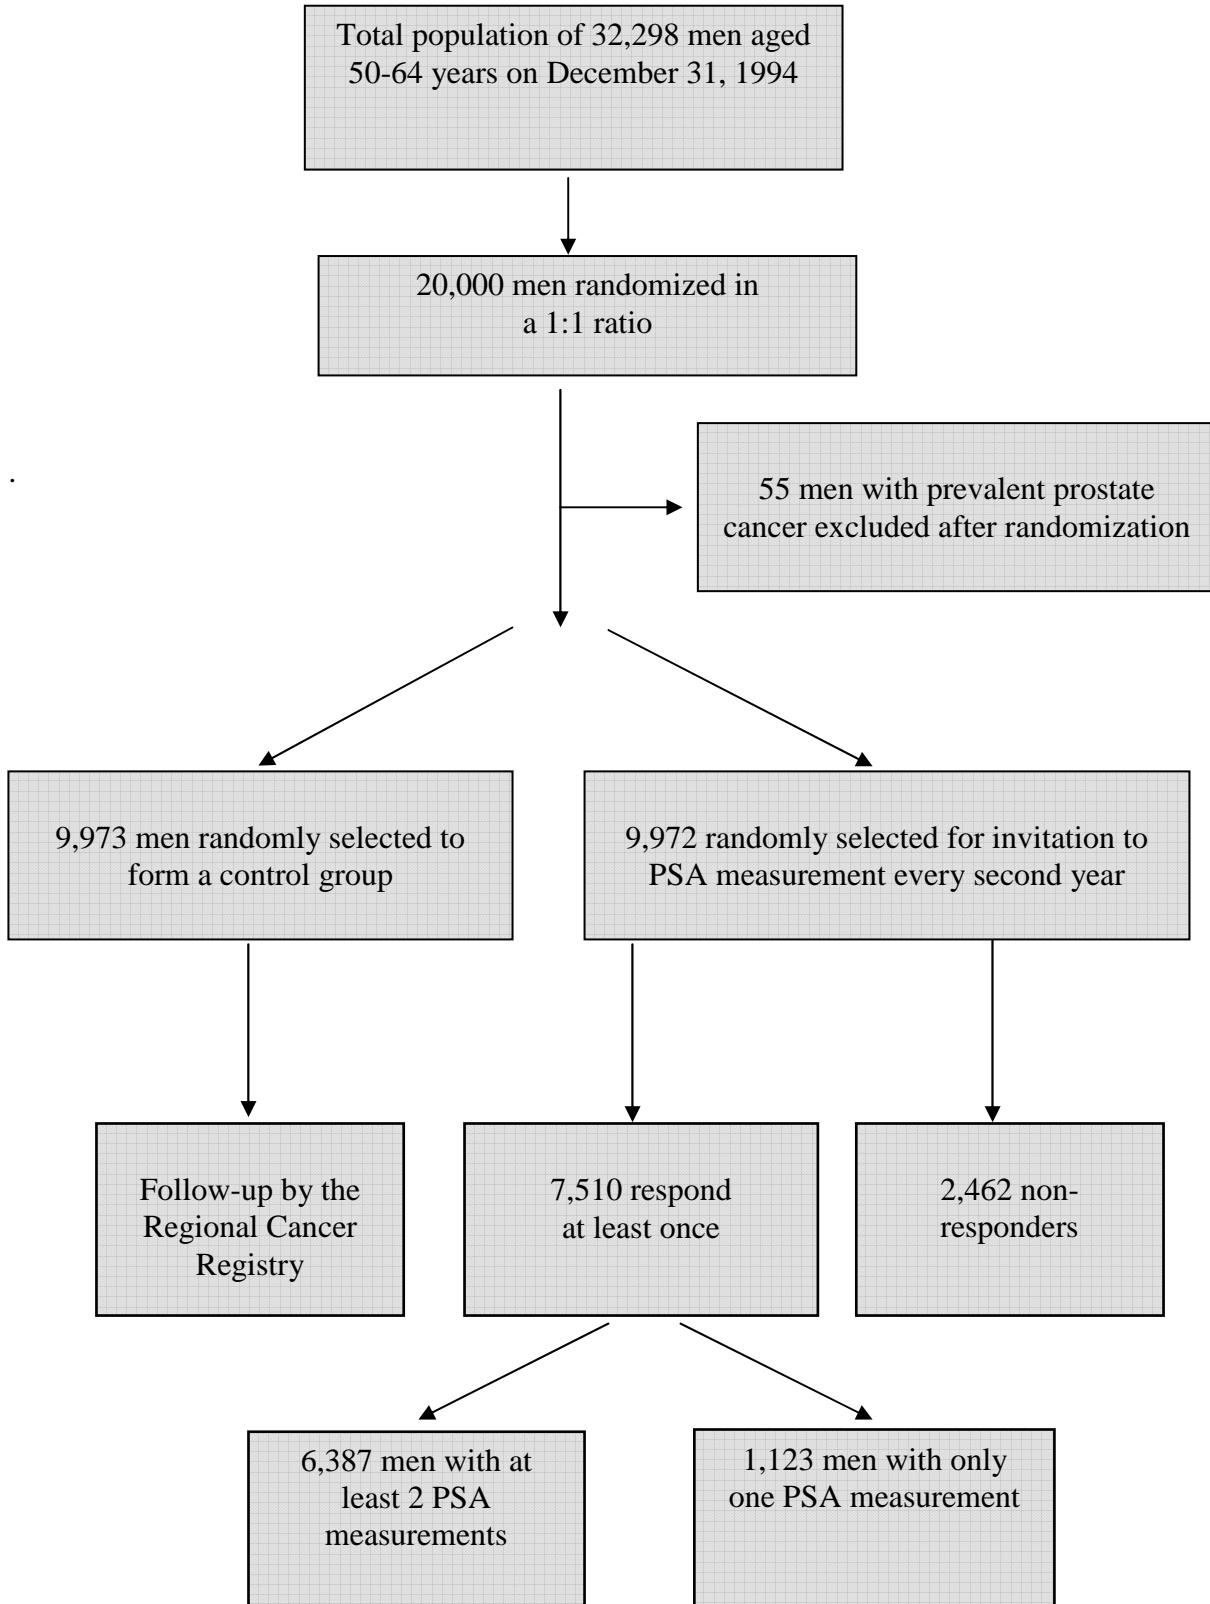 Total population of 32,298 men aged
50-64 years on December 31, 1994
20,000 men randomized in
a 1:1 ratio
.
55 men with prevalent prostate
cancer excluded after randomization
9,973 men randomly selected to
form a control group
9,972 randomly selected for invitation to
PSA measurement every second year
Follow-up by the
Regional Cancer
Registry
7,510 respond
at least once
2,462 non-
responders
6,387 men with at
least 2 PSA
measurements
1,123 men with only
one PSA measurement